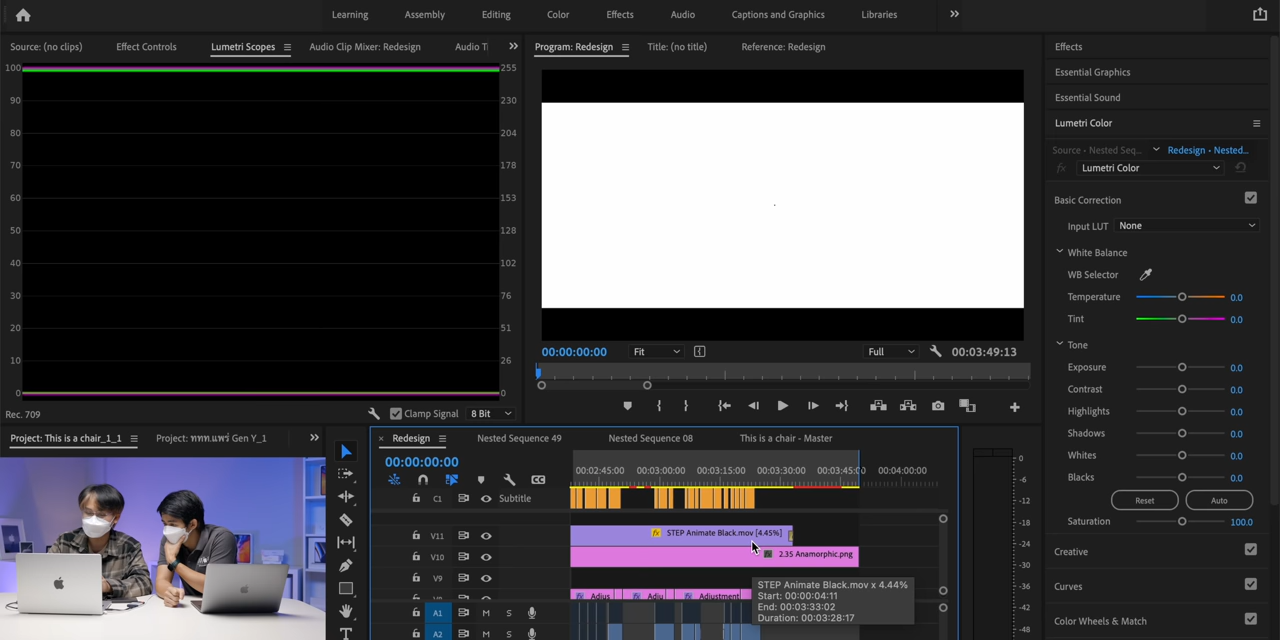 Learning Assembly Editing Color Effects Audio Captions and Graphics Libraries
Source: (no clips) Effect Controls Lumetri Scopes Audio Clip Mixer: Redesign Audio T
Program: Redesign Title: (no title) Reference: Redesign
Effects
Essential Graphics
Essential Sound
Lumetri Color
Source • Nested Seq... Redesign • Nested...
fx Lumetri Color
Basic Correction
Input LUT None
White Balance
WB Selector
Temperature 0.0
Tint 0.0
Tone
Exposure 0.0
Contrast 0.0
Highlights 0.0
Shadows 0.0
Whites 0.0
Blacks 0.0
Reset Auto
Saturation 100.0
Creative
Curves
Color Wheels & Match
100 255
90 230
80 204
70 178
60 153
50 128
40 102
30 76
20 51
10 26
0 0
Rec. 709 Clamp Signal 8 Bit
00:00:00:00 Fit Full 00:03:49:13
Project: This is a chair_1_1 Project: ททท.แพร่ Gen Y_1
Redesign Nested Sequence 49 Nested Sequence 08 This is a chair - Master
00:00:00:00
00:02:45:00 00:03:00:00 00:03:15:00 00:03:30:00 00:03:45:00 00:04:00:00
C1 Subtitle
V11 fx STEP Animate Black.mov [4.45%]
V10 2.35 Anamorphic.png
V9
Adjus Adju Adjustment
A1 M S
A2 M S
STEP Animate Black.mov x 4.44%
Start: 00:00:04:11
End: 00:03:33:02
Duration: 00:03:28:17
0
-6
-12
-18
-24
-30
-36
-42
-48